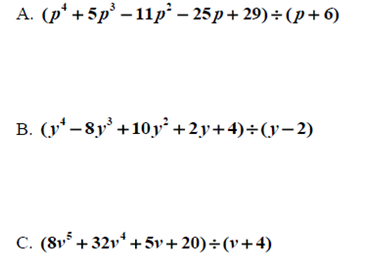 A. (p⁴ + 5p³ – 11p² – 25p + 29) ÷ (p + 6)
B. (y⁴ – 8y³ + 10y² + 2y + 4) ÷ (y – 2)
C. (8v⁵ + 32v⁴ + 5v + 20) ÷ (v + 4)